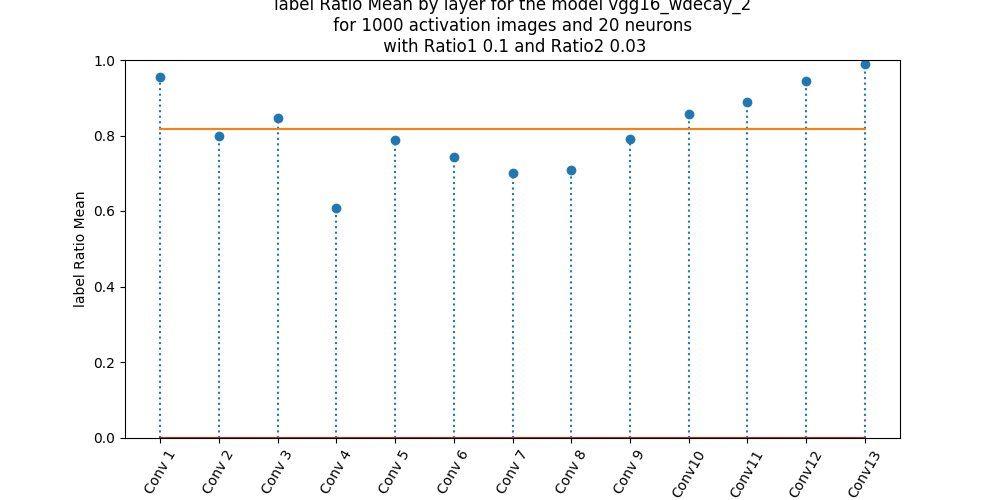 label Ratio Mean by layer for the model vgg16_wdecay_2
for 1000 activation images and 20 neurons
with Ratio1 0.1 and Ratio2 0.03
1.0
0.8
0.6
0.4
0.2
0.0
label Ratio Mean
Conv 1
Conv 2
Conv 3
Conv 4
Conv 5
Conv 6
Conv 7
Conv 8
Conv 9
Conv10
Conv11
Conv12
Conv13